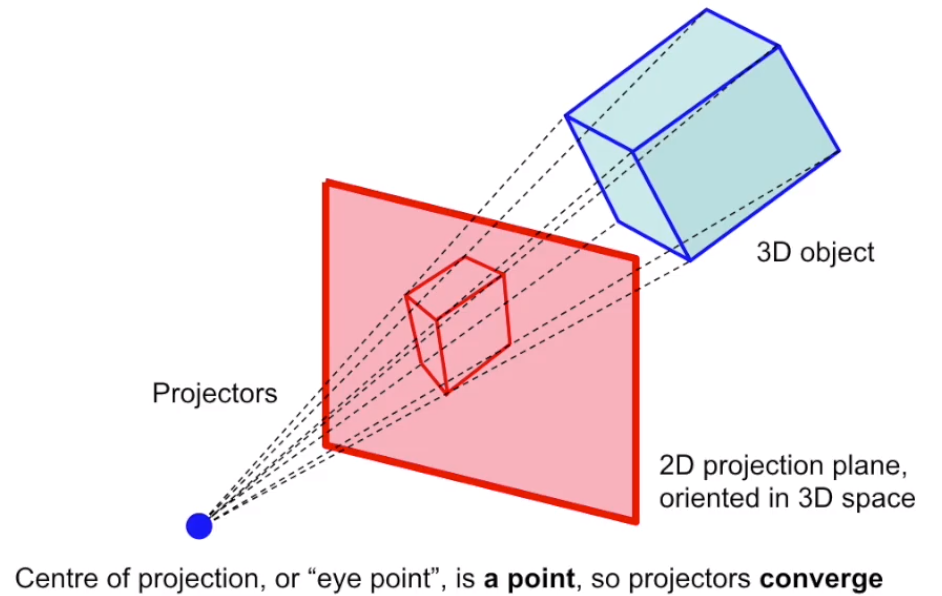 3D object
Projectors
2D projection plane,
oriented in 3D space
Centre of projection, or “eye point”, is a point, so projectors converge